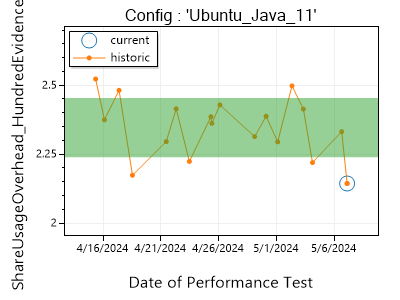 Config : 'Ubuntu_Java_11'
current
historic
ShareUsageOverhead_HundredEvidence
2.5
2.25
2
4/16/2024
4/21/2024
4/26/2024
5/1/2024
5/6/2024
Date of Performance Test